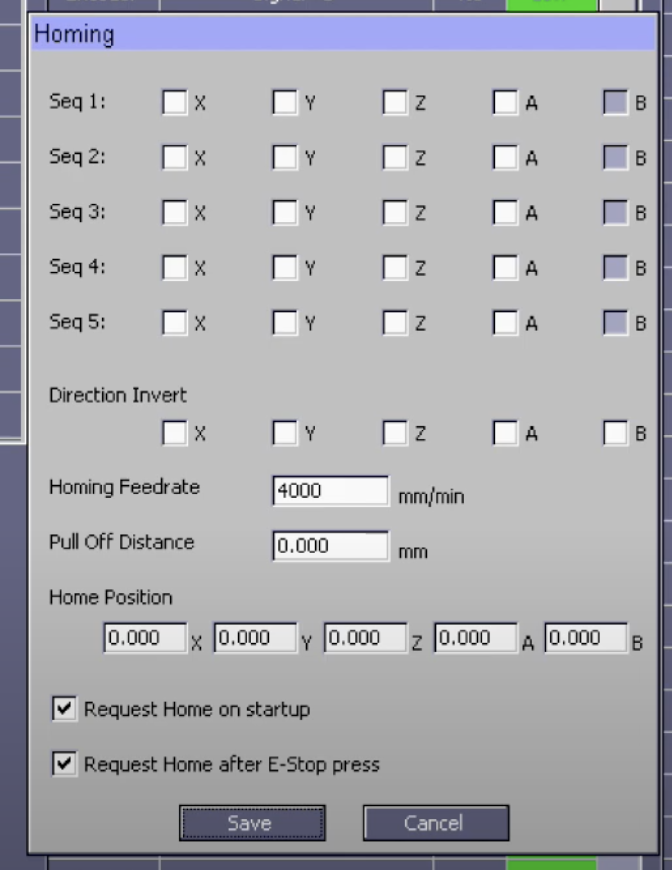 Homing
Seq 1: X Y Z A B
Seq 2: X Y Z A B
Seq 3: X Y Z A B
Seq 4: X Y Z A B
Seq 5: X Y Z A B
Direction Invert
X Y Z A B
Homing Feedrate 4000 mm/min
Pull Off Distance 0.000 mm
Home Position
0.000 X 0.000 Y 0.000 Z 0.000 A 0.000 B
Request Home on startup
Request Home after E-Stop press
Save Cancel